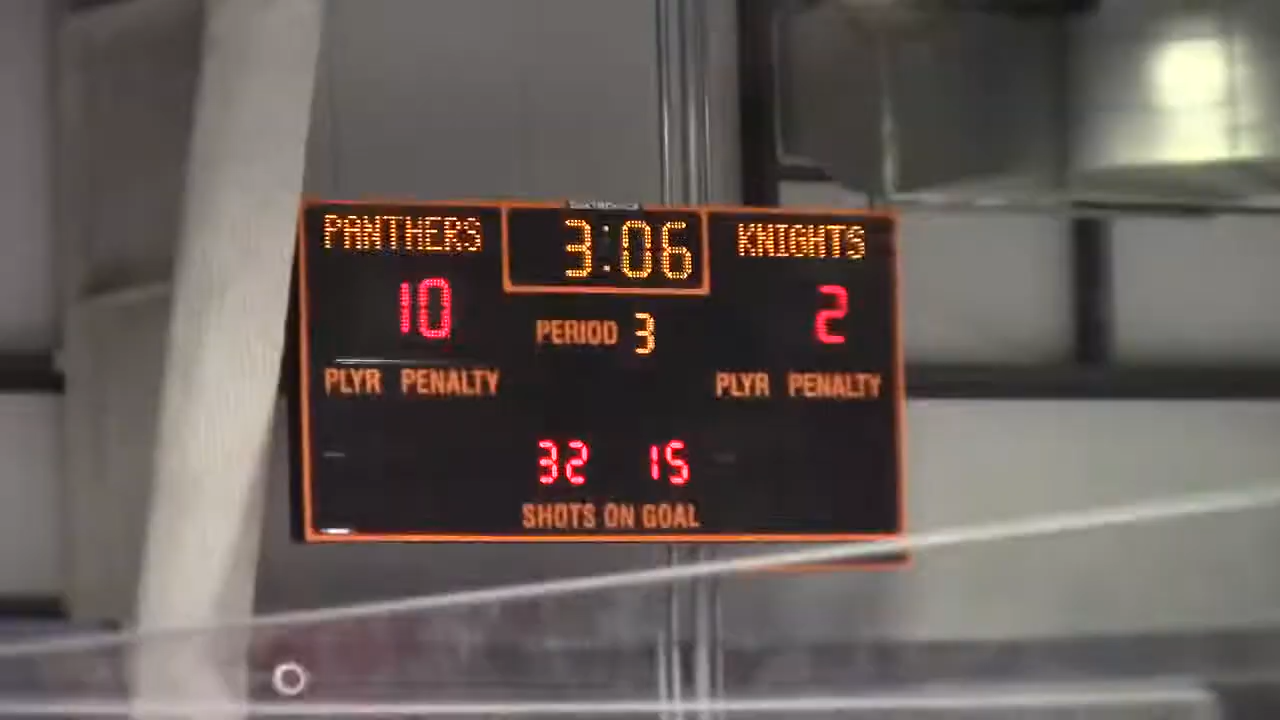 PANTHERS 3:06 KNIGHTS
10 PERIOD 3 2
PLYR PENALTY PLYR PENALTY
32 15
SHOTS ON GOAL